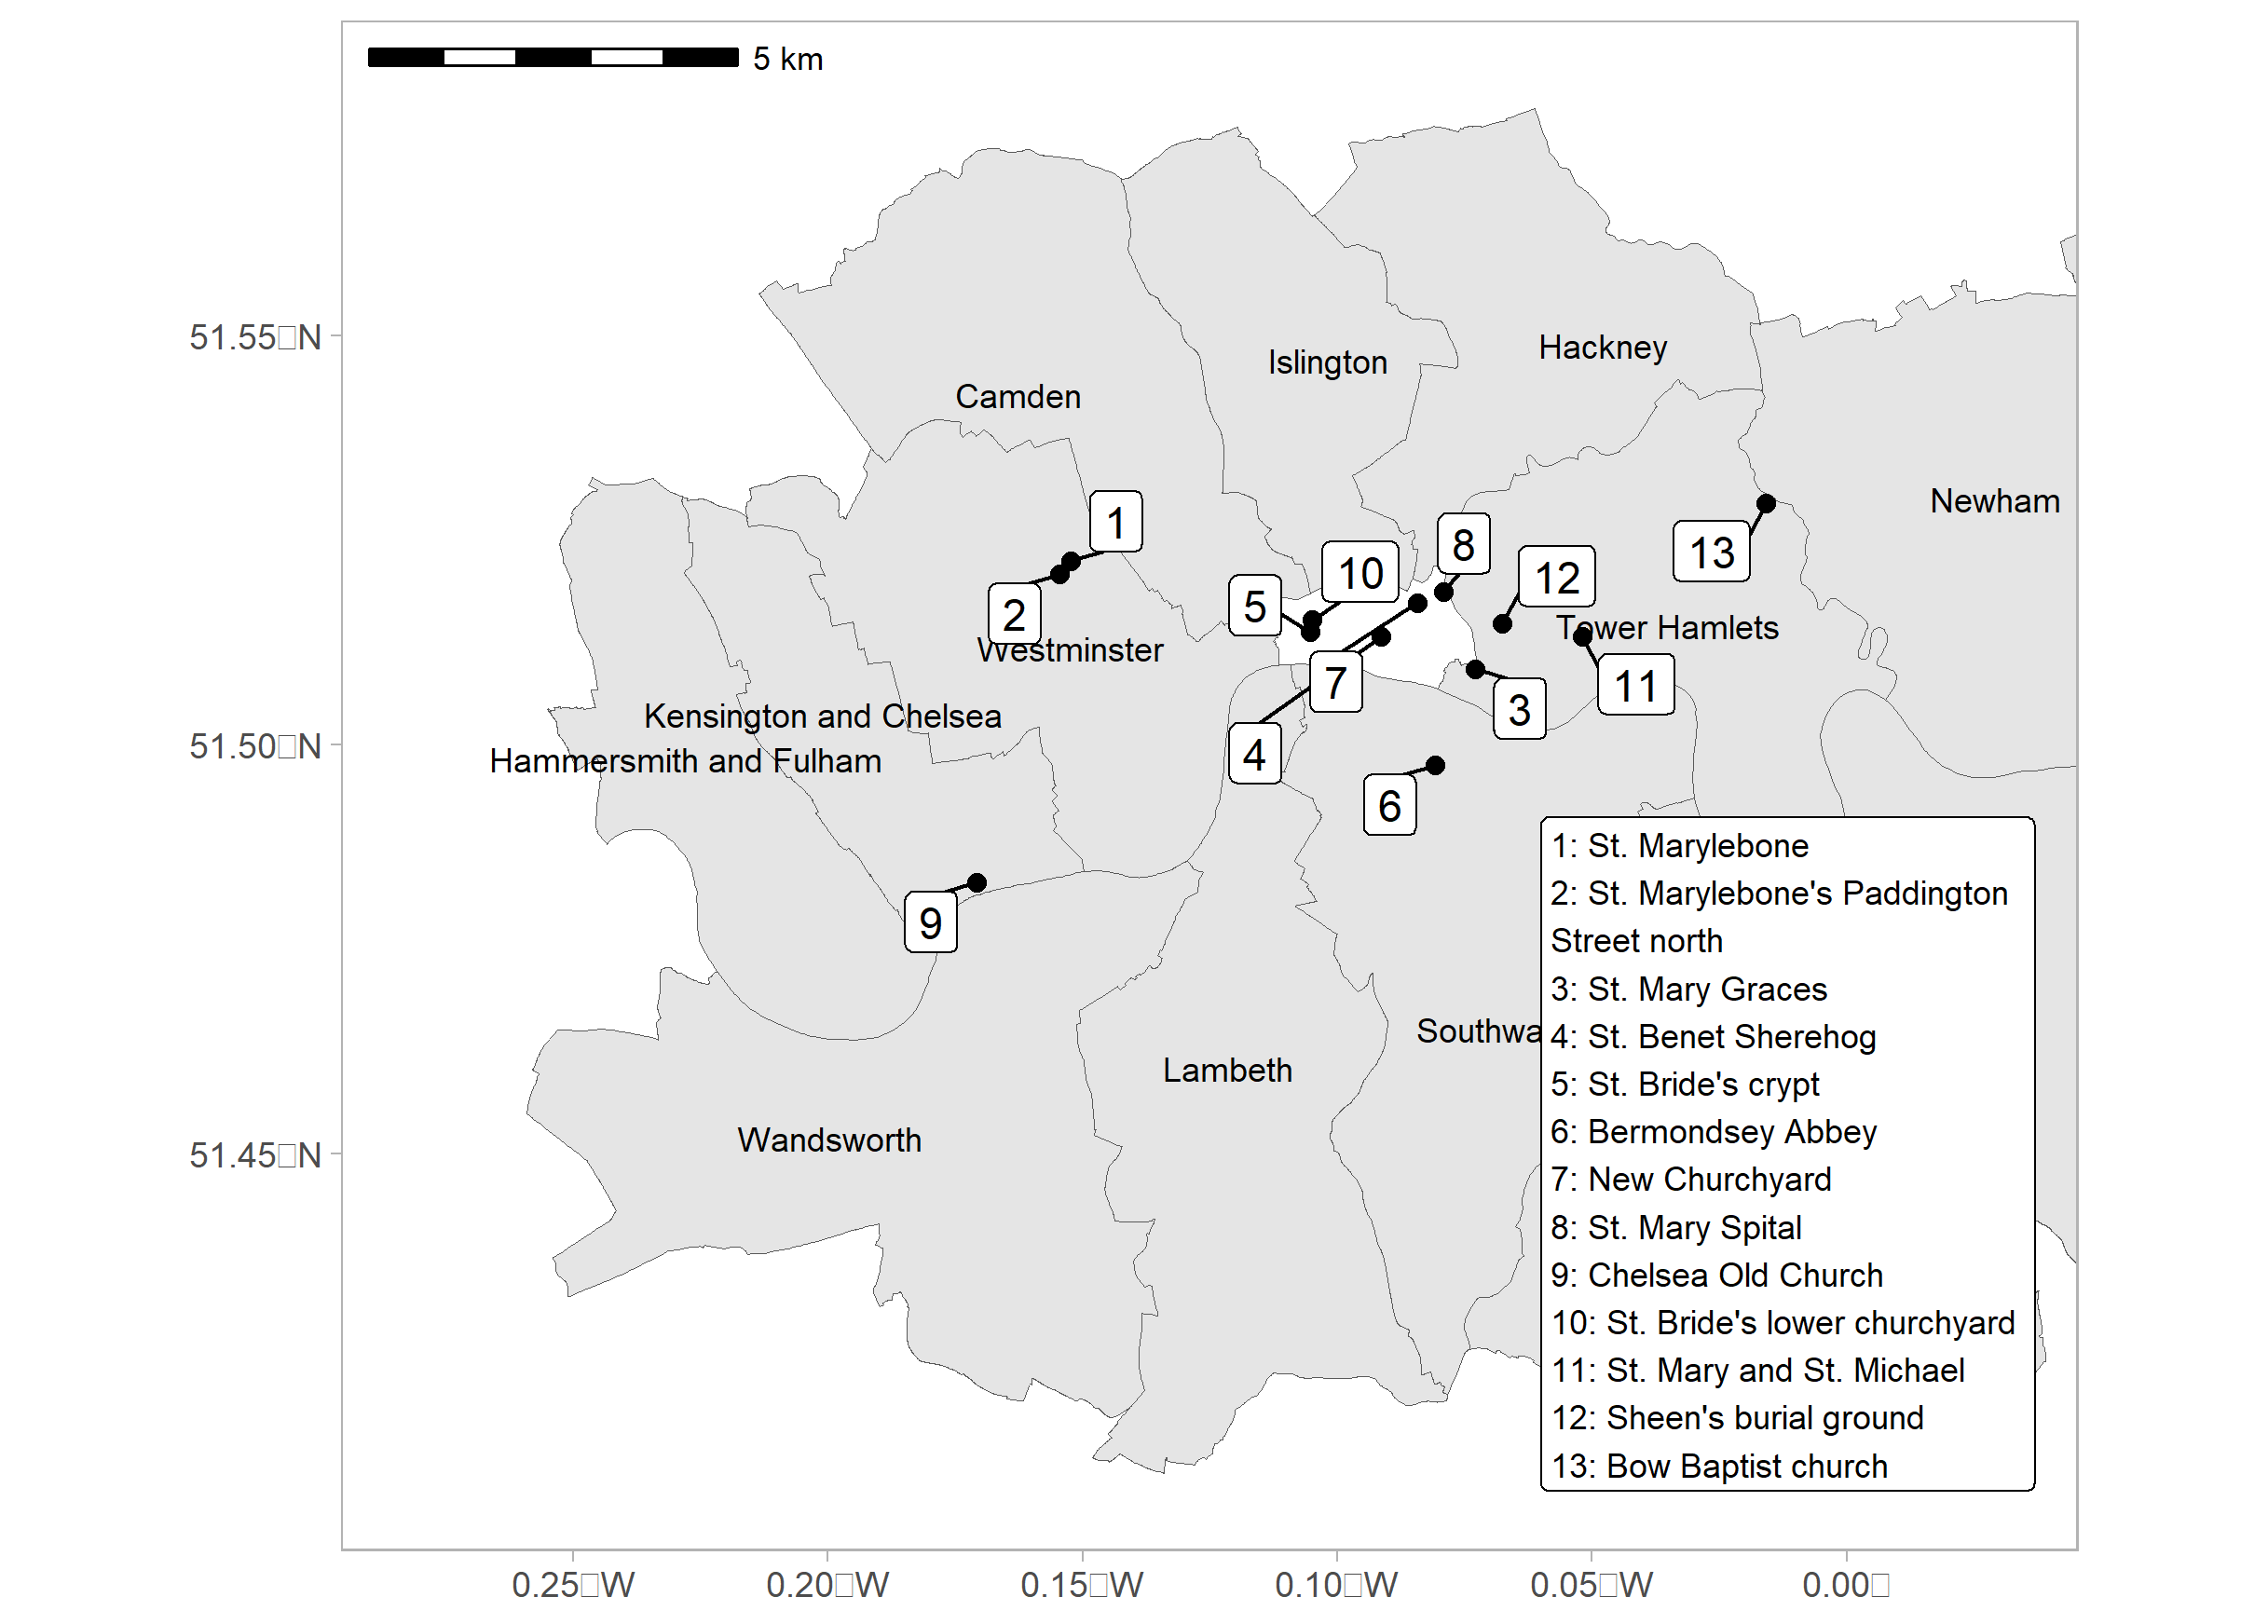 5 km
51.55□N
51.50□N
51.45□N
Hackney
Islington
Camden
Newham
1
8
10
13
12
5
2
Tower Hamlets
Westminster
7
11
3
Kensington and Chelsea
4
Hammersmith and Fulham
6
9
Southwa
Lambeth
Wandsworth
1: St. Marylebone
2: St. Marylebone's Paddington
Street north
3: St. Mary Graces
4: St. Benet Sherehog
5: St. Bride's crypt
6: Bermondsey Abbey
7: New Churchyard
8: St. Mary Spital
9: Chelsea Old Church
10: St. Bride's lower churchyard
11: St. Mary and St. Michael
12: Sheen's burial ground
13: Bow Baptist church
0.25□W
0.20□W
0.15□W
0.10□W
0.05□W
0.00□